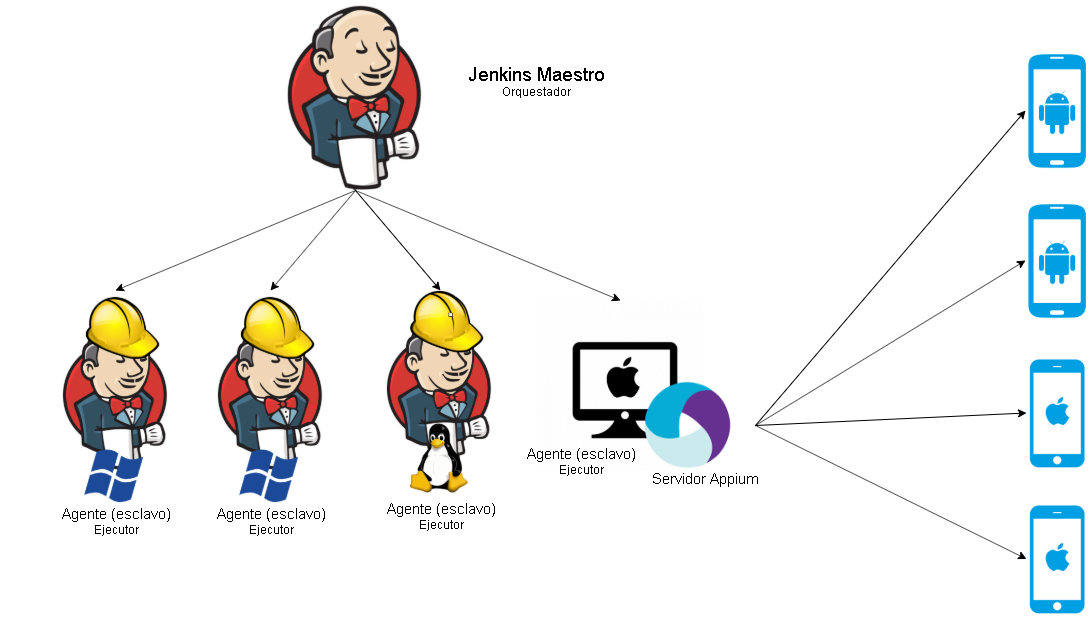 Jenkins Maestro
Orquestador
Agente (esclavo)
Ejecutor
Agente (esclavo)
Ejecutor
Agente (esclavo)
Ejecutor
Agente (esclavo)
Ejecutor
Servidor Appium